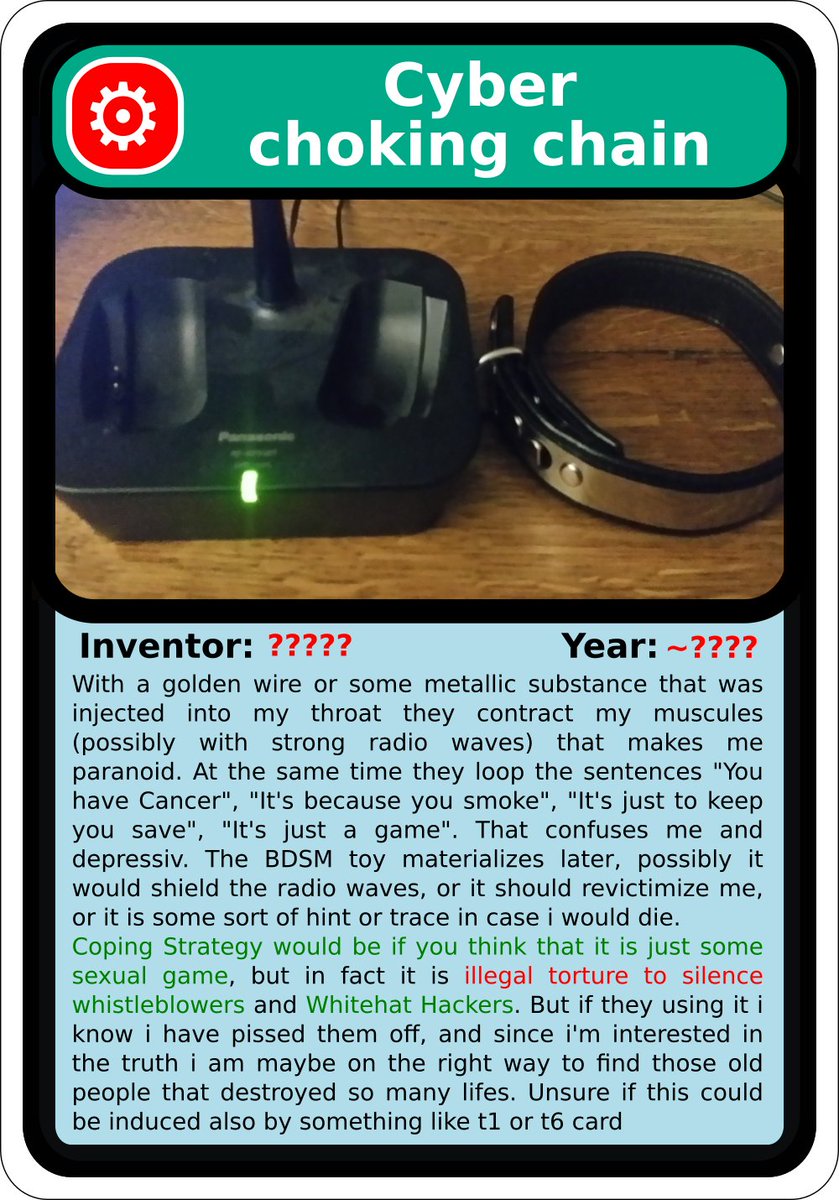 Cyber
choking chain
Panasonic
Inventor: ?????
Year: ~????
With a golden wire or some metallic substance that was
injected into my throat they contract my muscules
(possibly with strong radio waves) that makes me
paranoid. At the same time they loop the sentences "You
have Cancer", "It's because you smoke", "It's just to keep
you save", "It's just a game". That confuses me and
depressiv. The BDSM toy materializes later, possibly it
would shield the radio waves, or it should revictimize me,
or it is some sort of hint or trace in case i would die.
Coping Strategy would be if you think that it is just some
sexual game, but in fact it is illegal torture to silence
whistleblowers and Whitehat Hackers. But if they using it i
know i have pissed them off, and since i'm interested in
the truth i am maybe on the right way to find those old
people that destroyed so many lifes. Unsure if this could
be induced also by something like t1 or t6 card